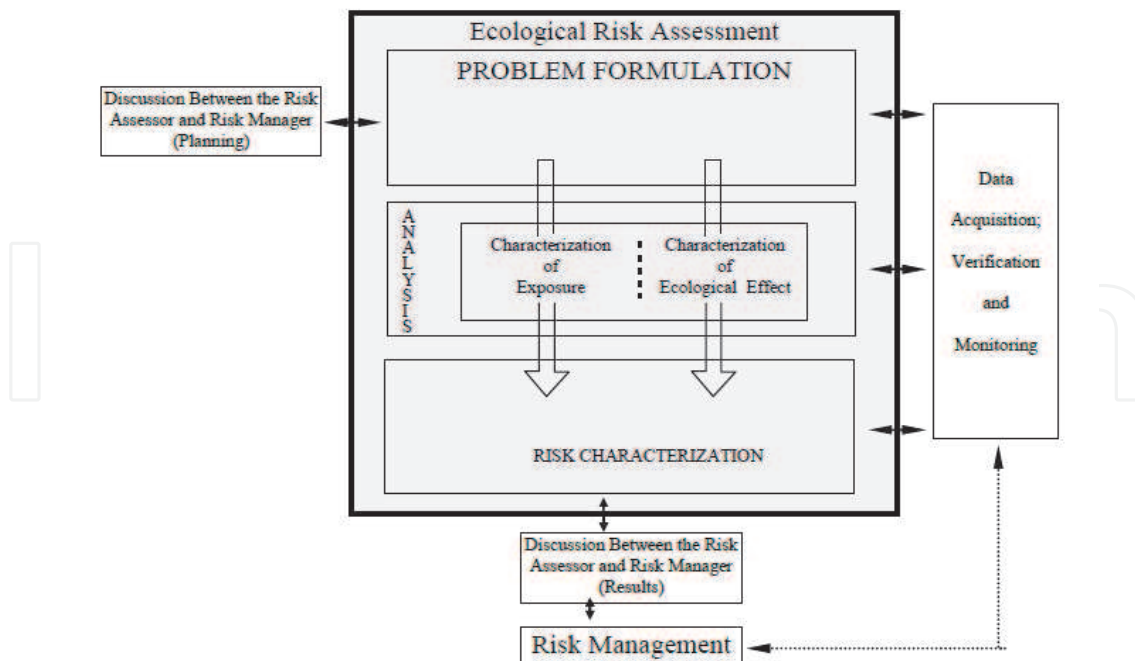 Ecological Risk Assessment
PROBLEM FORMULATION
Discussion Between the Risk
Assessor and Risk Manager
(Planning)
ANALYSIS
Characterization
of
Exposure
Characterization
of
Ecological Effect
Data
Acquisition;
Verification
and
Monitoring
RISK CHARACTERIZATION
Discussion Between the Risk
Assessor and Risk Manager
(Results)
Risk Management